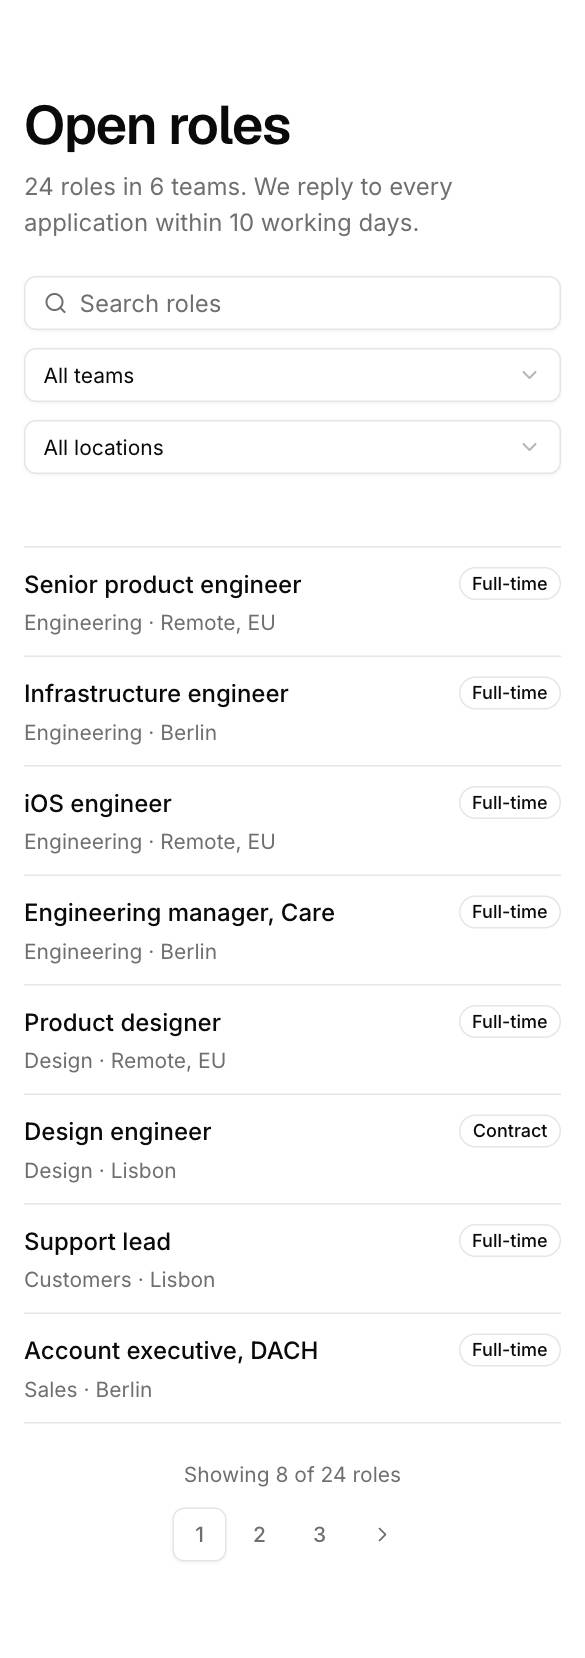 Open roles
24 roles in 6 teams. We reply to every
application within 10 working days.
Search roles
All teams
All locations
Senior product engineer
Full-time
Engineering · Remote, EU
Infrastructure engineer
Full-time
Engineering · Berlin
iOS engineer
Full-time
Engineering · Remote, EU
Engineering manager, Care
Full-time
Engineering · Berlin
Product designer
Full-time
Design · Remote, EU
Design engineer
Contract
Design · Lisbon
Support lead
Full-time
Customers · Lisbon
Account executive, DACH
Full-time
Sales · Berlin
Showing 8 of 24 roles
1 2 3